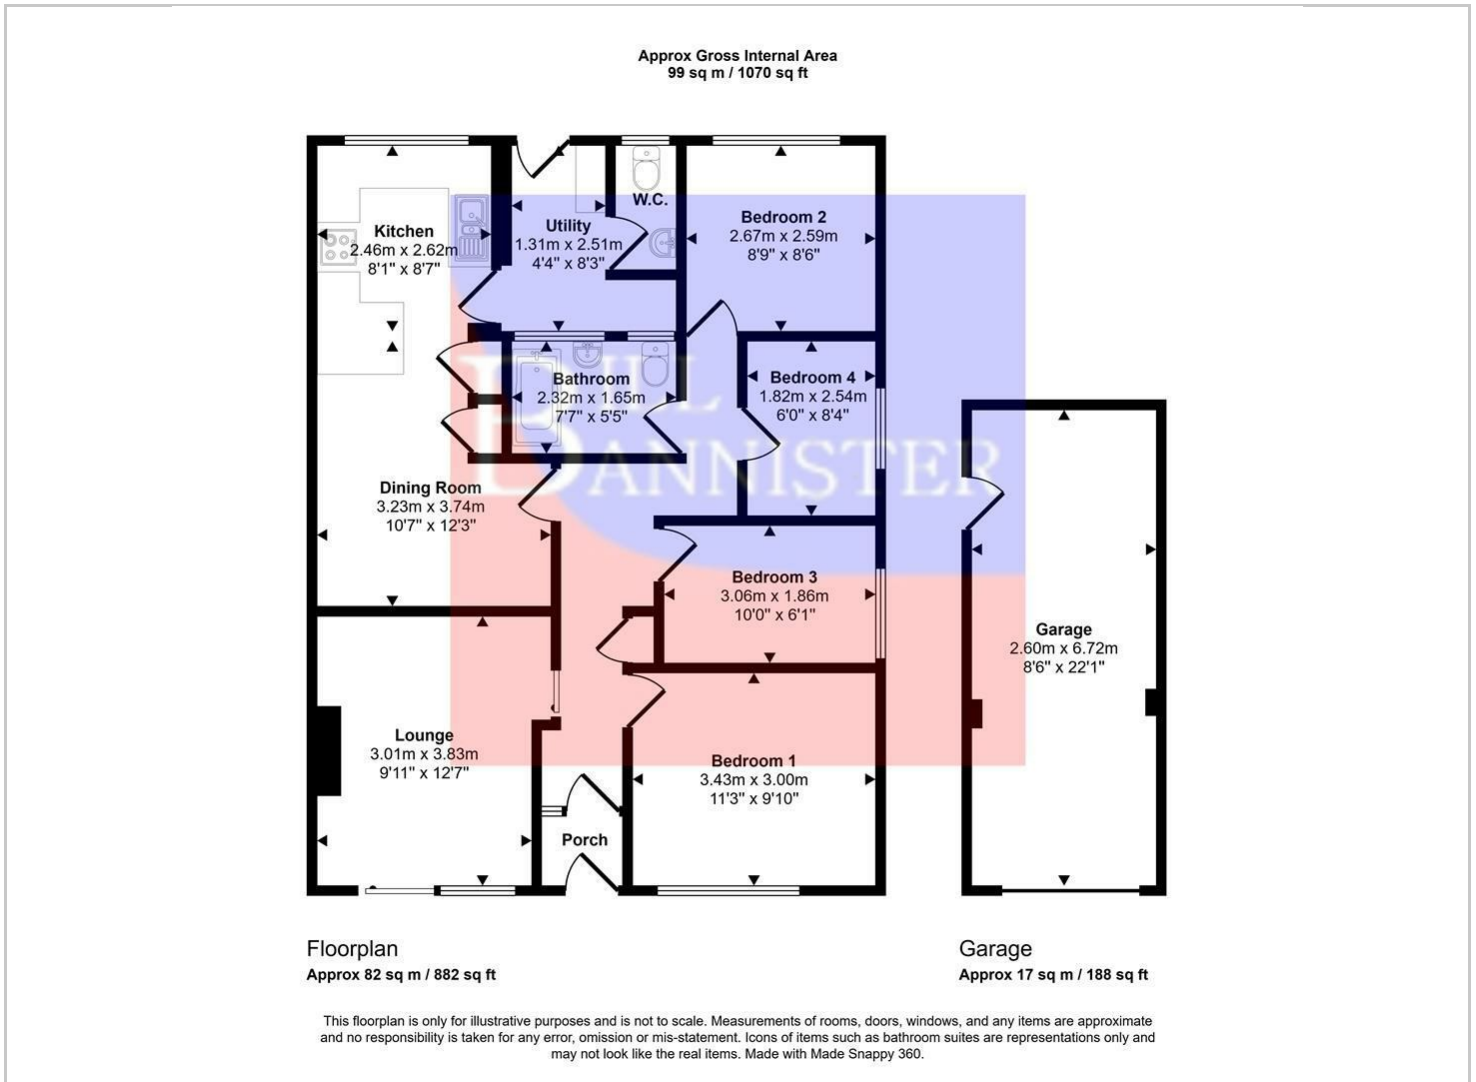 Approx Gross Internal Area
99 sq m / 1070 sq ft
Kitchen
2.46m x 2.62m
8'1" x 8'7"
Utility
1.31m x 2.51m
4'4" x 8'3"
W.C.
Bedroom 2
2.67m x 2.59m
8'9" x 8'6"
Bathroom
2.32m x 1.65m
7'7" x 5'5"
Bedroom 4
1.82m x 2.54m
6'0" x 8'4"
BILL
BANNISTER
Dining Room
3.23m x 3.74m
10'7" x 12'3"
Bedroom 3
3.06m x 1.86m
10'0" x 6'1"
Garage
2.60m x 6.72m
8'6" x 22'1"
Lounge
3.01m x 3.83m
9'11" x 12'7"
Bedroom 1
3.43m x 3.00m
11'3" x 9'10"
Porch
Floorplan
Approx 82 sq m / 882 sq ft
Garage
Approx 17 sq m / 188 sq ft
This floorplan is only for illustrative purposes and is not to scale. Measurements of rooms, doors, windows, and any items are approximate
and no responsibility is taken for any error, omission or mis-statement. Icons of items such as bathroom suites are representations only and
may not look like the real items. Made with Made Snappy 360.